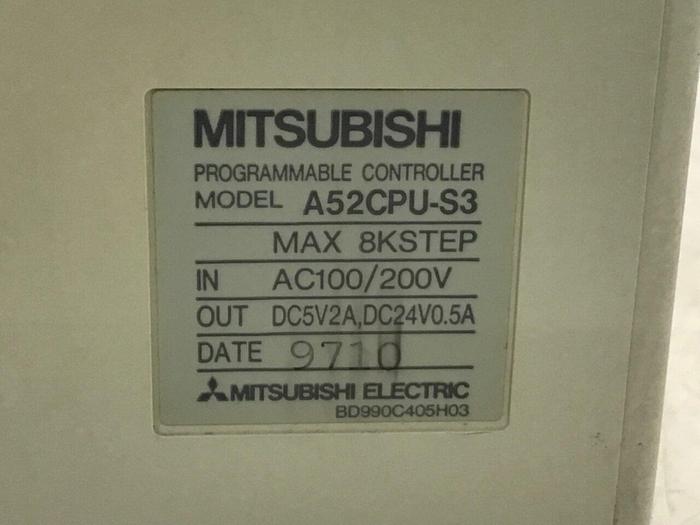 MITSUBISHI
PROGRAMMABLE CONTROLLER
MODEL A52CPU-S3
MAX 8KSTEP
IN AC100/200V
OUT DC5V2A,DC24V0.5A
DATE 9710
MITSUBISHI ELECTRIC
BD990C405H03